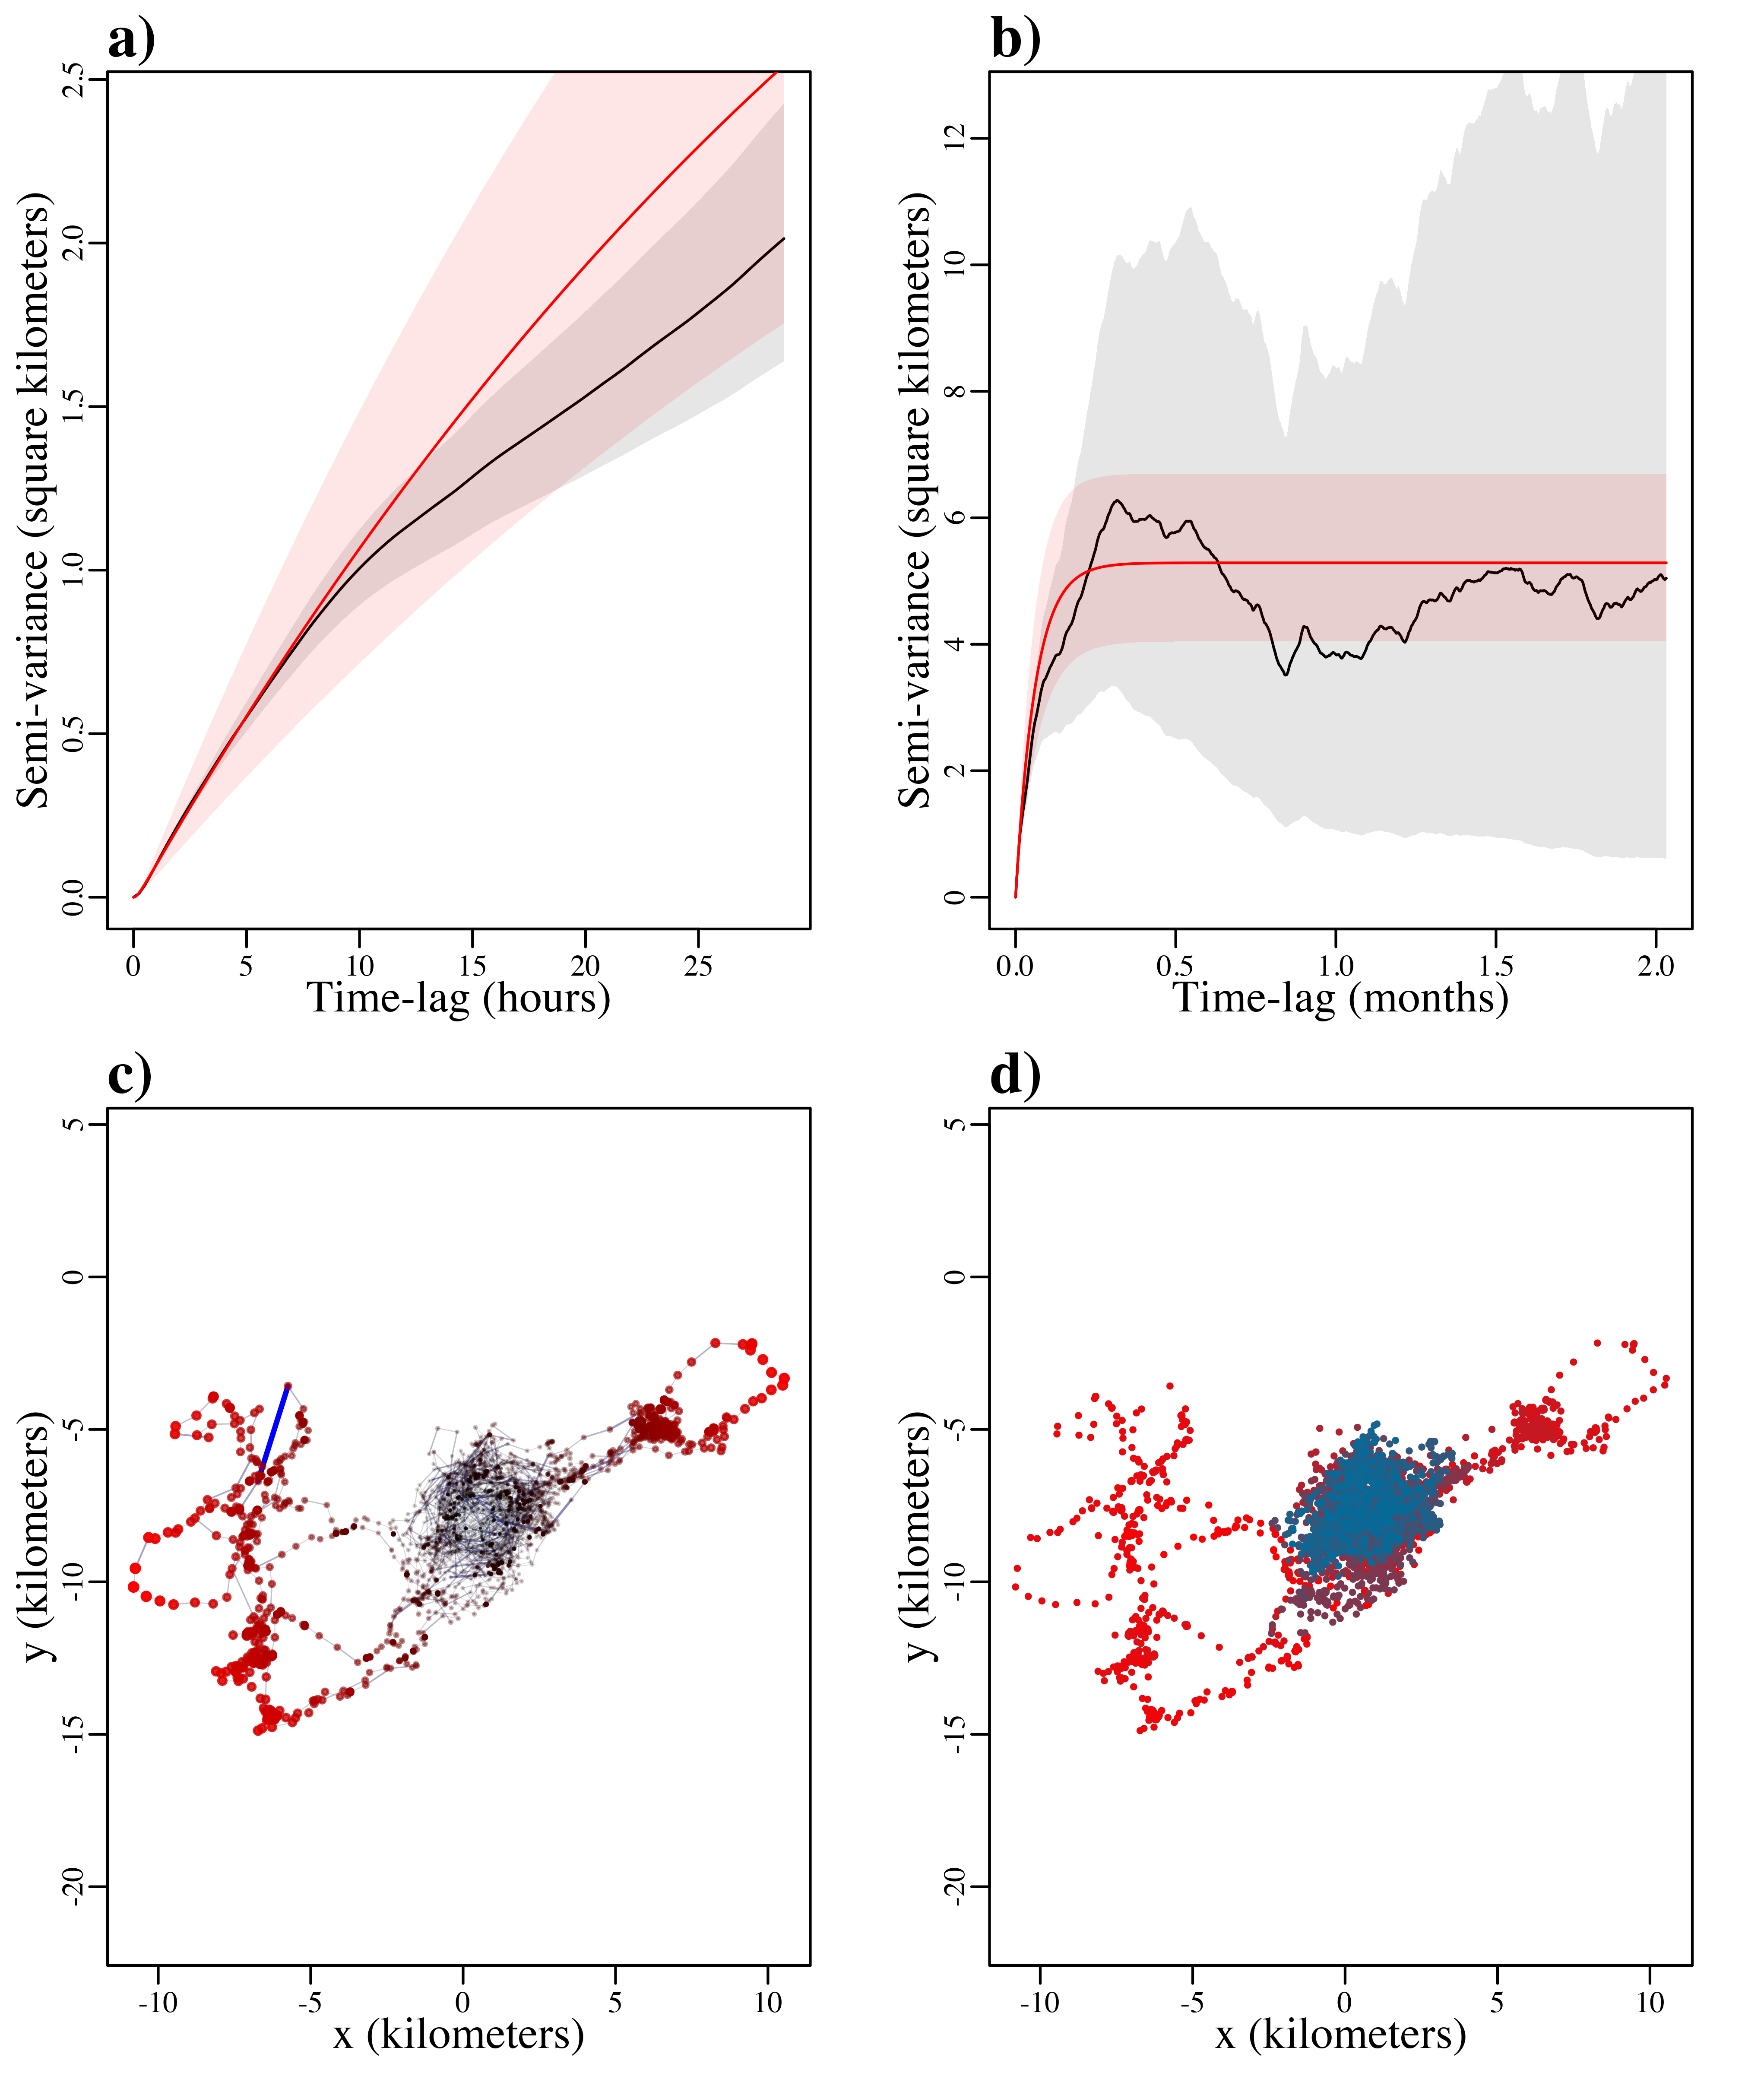 a)
2.5
2.0
1.5
1.0
0.5
0.0
Semi-variance (square kilometers)
0 5 10 15 20 25
Time-lag (hours)
b)
12
10
8
6
4
2
0
Semi-variance (square kilometers)
0.0 0.5 1.0 1.5 2.0
Time-lag (months)
c)
5
0
-5
-10
-15
-20
y (kilometers)
-10 -5 0 5 10
x (kilometers)
d)
5
0
-5
-10
-15
-20
y (kilometers)
-10 -5 0 5 10
x (kilometers)